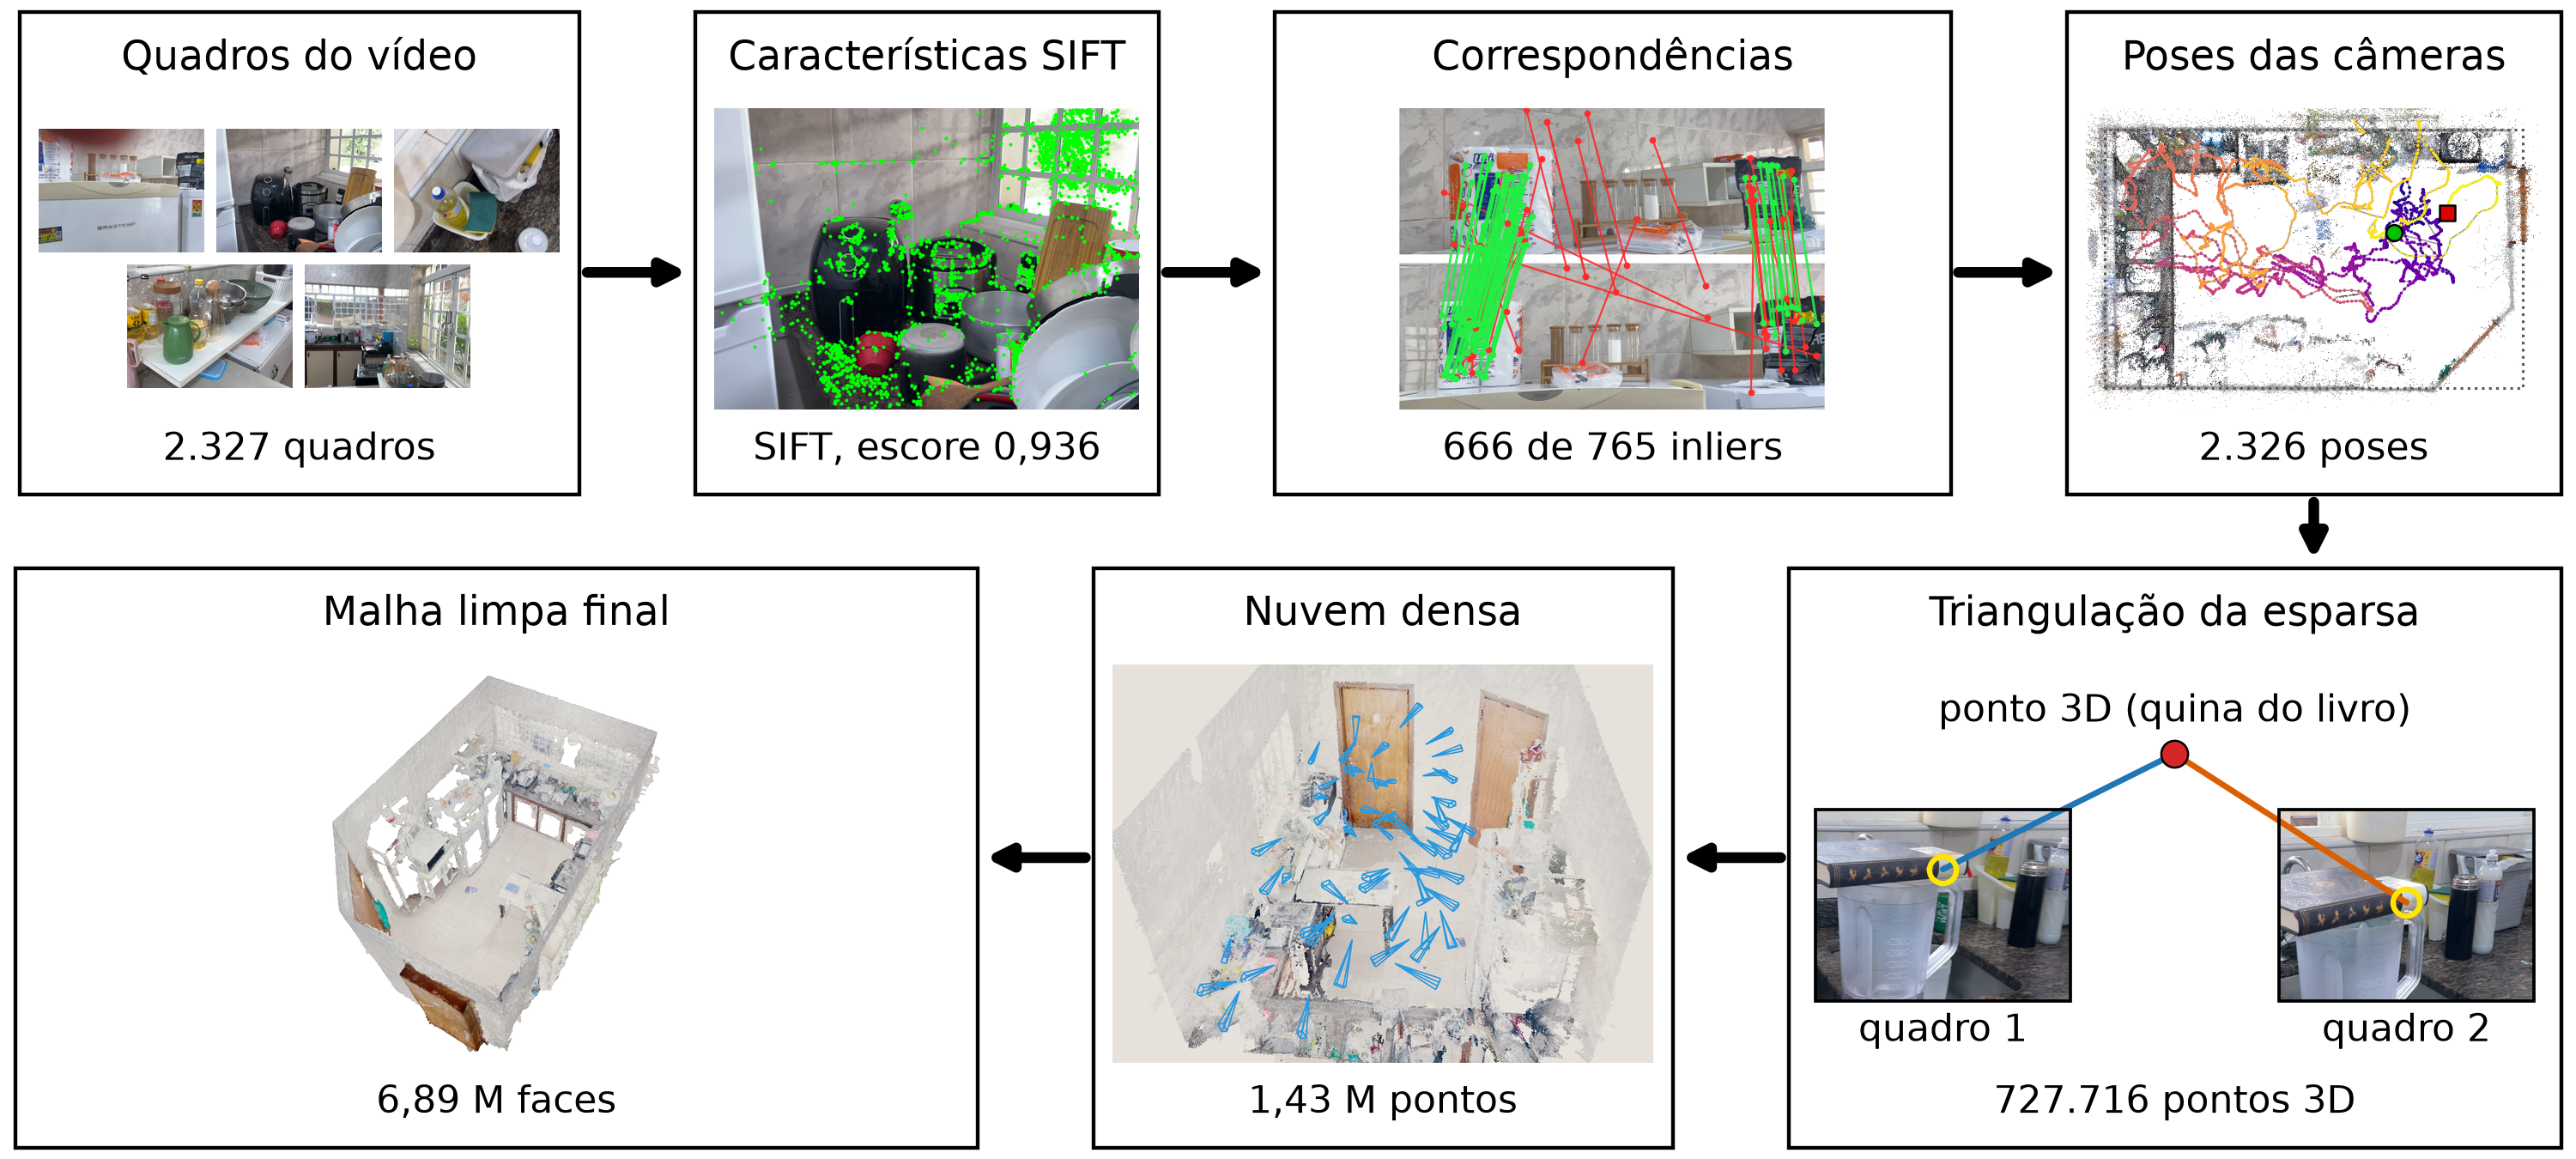 Quadros do vídeo
2.327 quadros
Características SIFT
SIFT, escore 0,936
Correspondências
666 de 765 inliers
Poses das câmeras
2.326 poses
Triangulação da esparsa
ponto 3D (quina do livro)
quadro 1
quadro 2
727.716 pontos 3D
Nuvem densa
1,43 M pontos
Malha limpa final
6,89 M faces